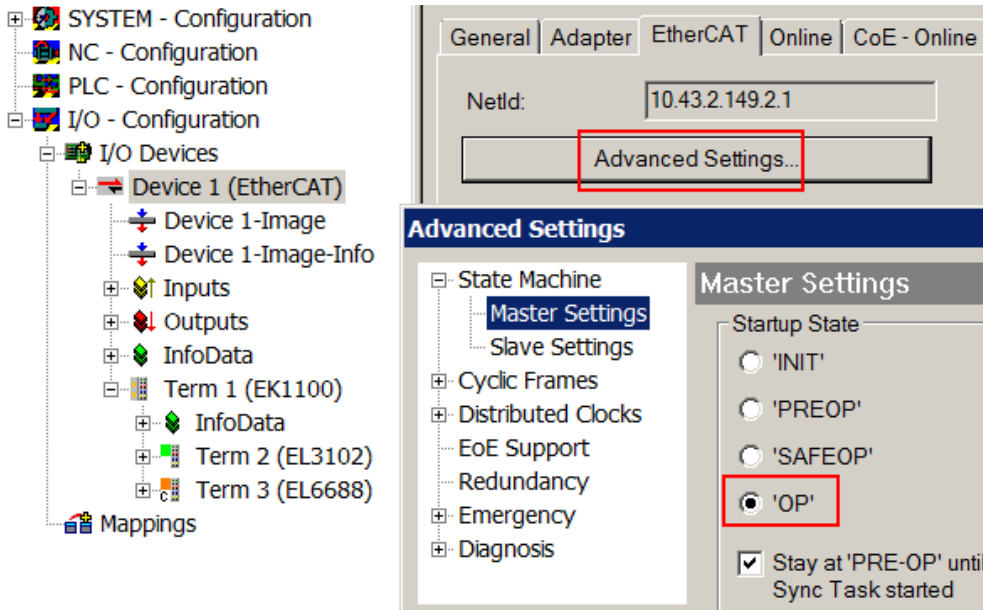 SYSTEM - Configuration
NC - Configuration
PLC - Configuration
I/O - Configuration
I/O Devices
Device 1 (EtherCAT)
Device 1-Image
Device 1-Image-Info
Inputs
Outputs
InfoData
Term 1 (EK1100)
InfoData
Term 2 (EL3102)
Term 3 (EL6688)
Mappings
General Adapter EtherCAT Online CoE - Online
NetId: 10.43.2.149.2.1
Advanced Settings...
Advanced Settings
State Machine
Master Settings
Slave Settings
Cyclic Frames
Distributed Clocks
EoE Support
Redundancy
Emergency
Diagnosis
Master Settings
Startup State
'INIT'
'PREOP'
'SAFEOP'
'OP'
Stay at 'PRE-OP' until
Sync Task started